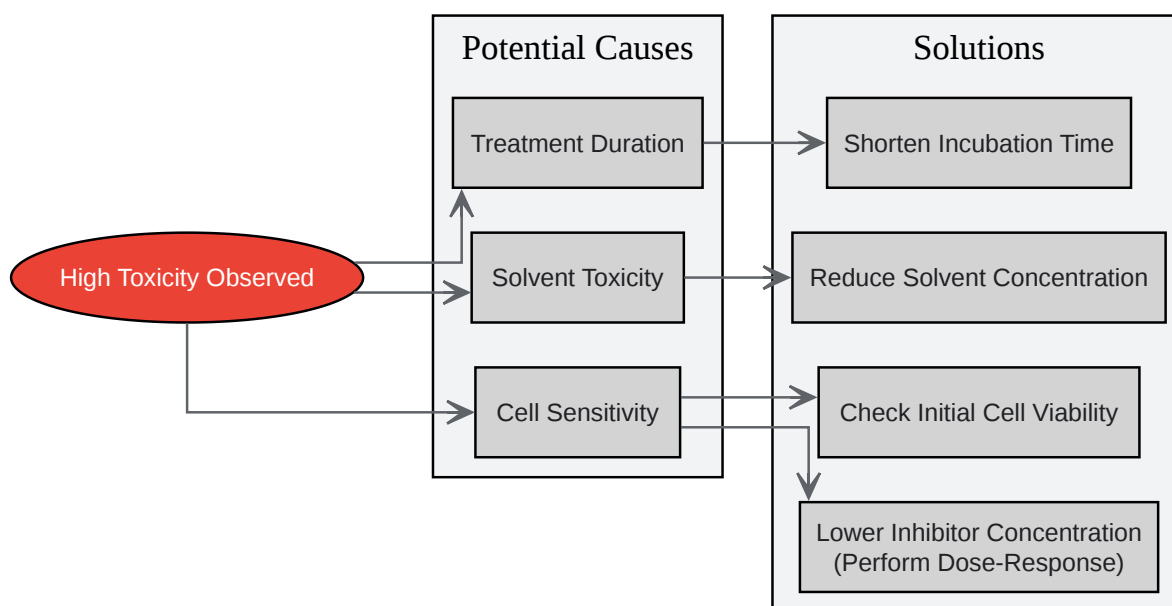 Potential Causes
Solutions
Treatment Duration
Shorten Incubation Time
High Toxicity Observed
Solvent Toxicity
Reduce Solvent Concentration
Cell Sensitivity
Check Initial Cell Viability
Lower Inhibitor Concentration
(Perform Dose-Response)